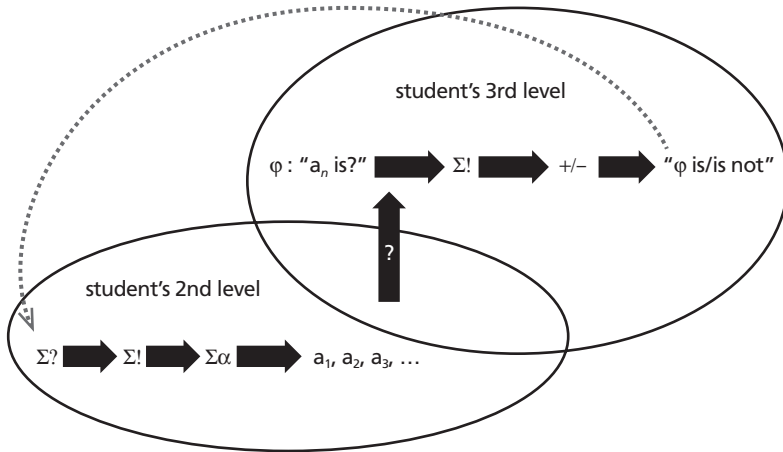 student's 3rd level
φ : “aₙ is?” Σ! +/– “φ is/is not”
?
student's 2nd level
Σ? Σ! Σα a₁, a₂, a₃, …